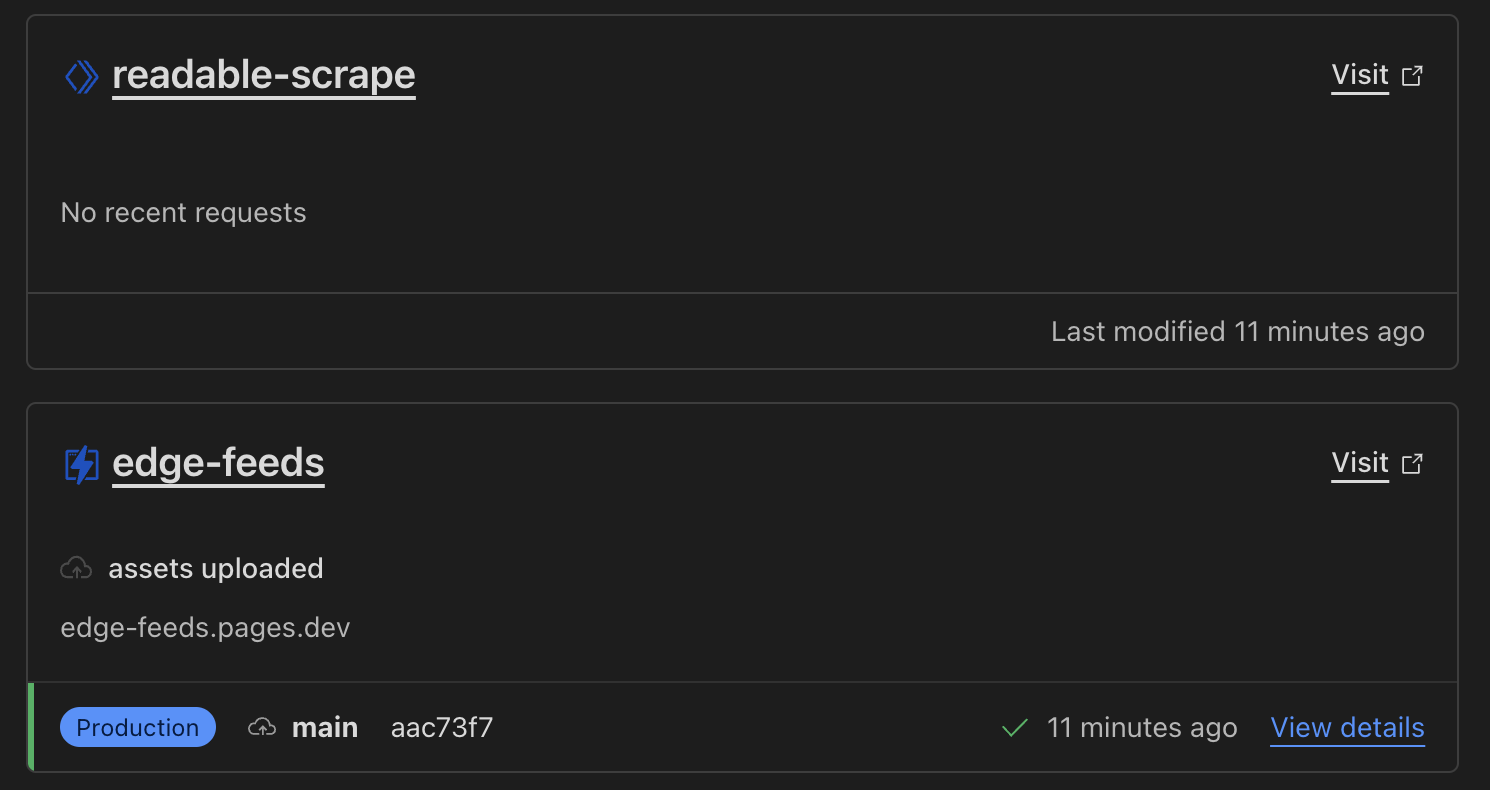 readable-scrape
Visit
No recent requests
Last modified 11 minutes ago
edge-feeds
Visit
assets uploaded
edge-feeds.pages.dev
Production main aac73f7 11 minutes ago View details